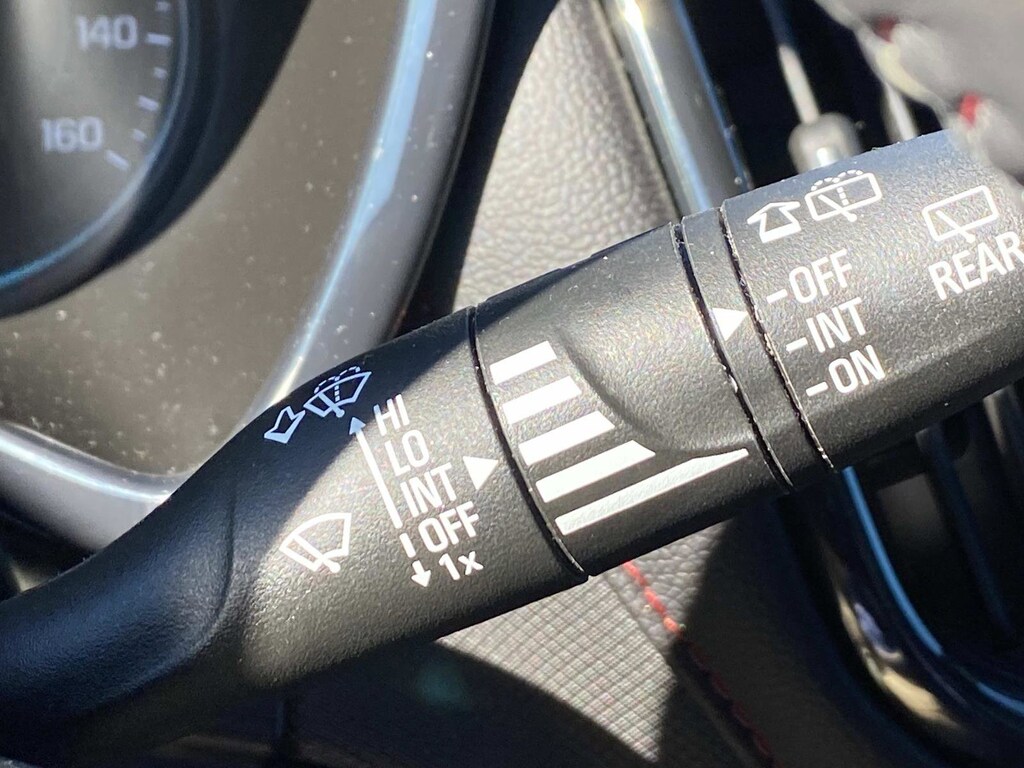 140
160
HI
LO
INT
OFF
1x
-OFF
-INT
-ON
REAR